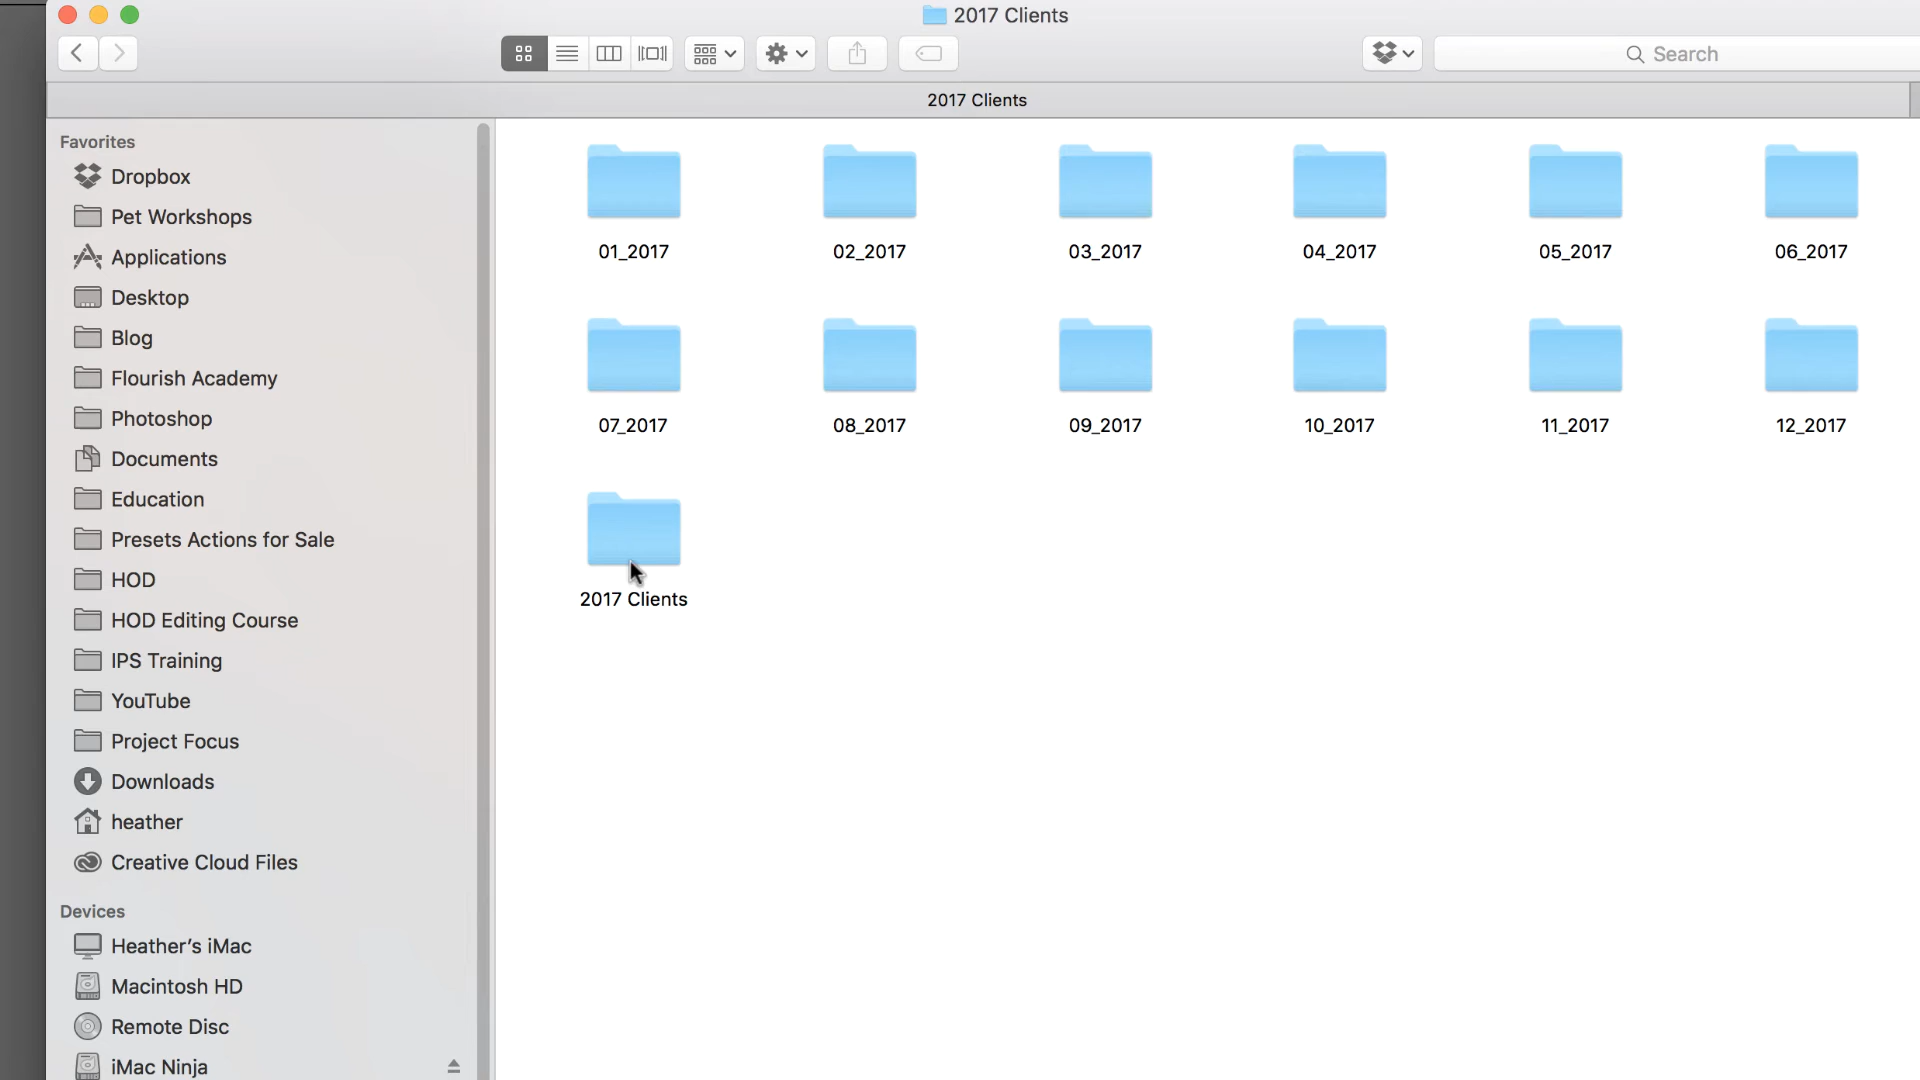 2017 Clients
Search
2017 Clients
Favorites
Dropbox
Pet Workshops
Applications
Desktop
Blog
Flourish Academy
Photoshop
Documents
Education
Presets Actions for Sale
HOD
HOD Editing Course
IPS Training
YouTube
Project Focus
Downloads
heather
Creative Cloud Files
Devices
Heather’s iMac
Macintosh HD
Remote Disc
iMac Ninja
01_2017 02_2017 03_2017 04_2017 05_2017 06_2017
07_2017 08_2017 09_2017 10_2017 11_2017 12_2017
2017 Clients